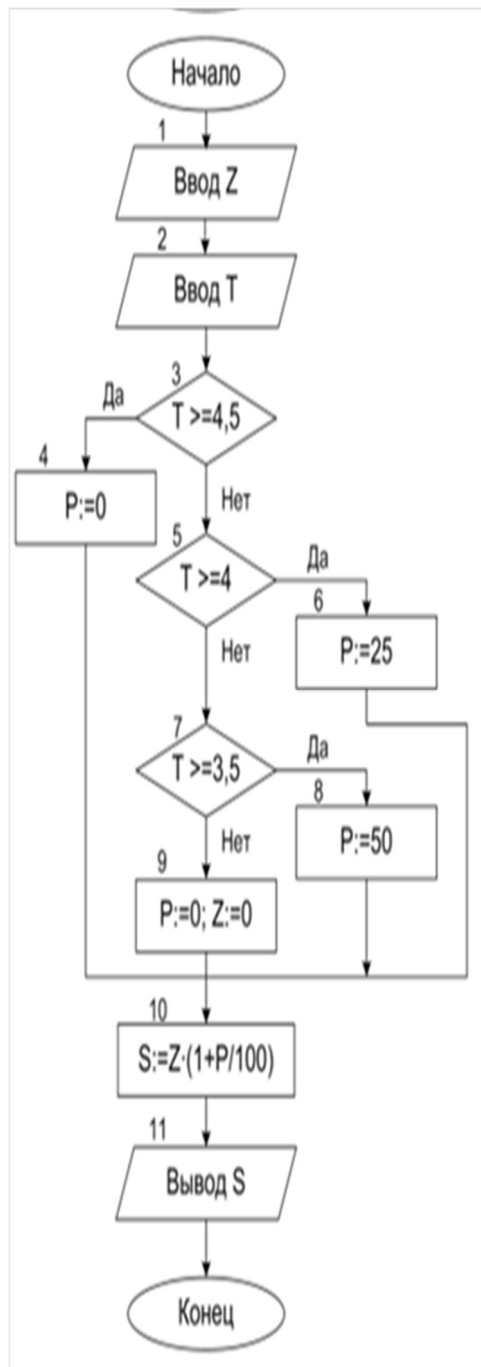 Начало
1
Ввод Z
2
Ввод T
3
Да
T >=4,5
4
P:=0
Нет
5
Да
T >=4
6
P:=25
Нет
7
Да
T >=3,5
8
P:=50
Нет
9
P:=0; Z:=0
10
S:=Z·(1+P/100)
11
Вывод S
Конец